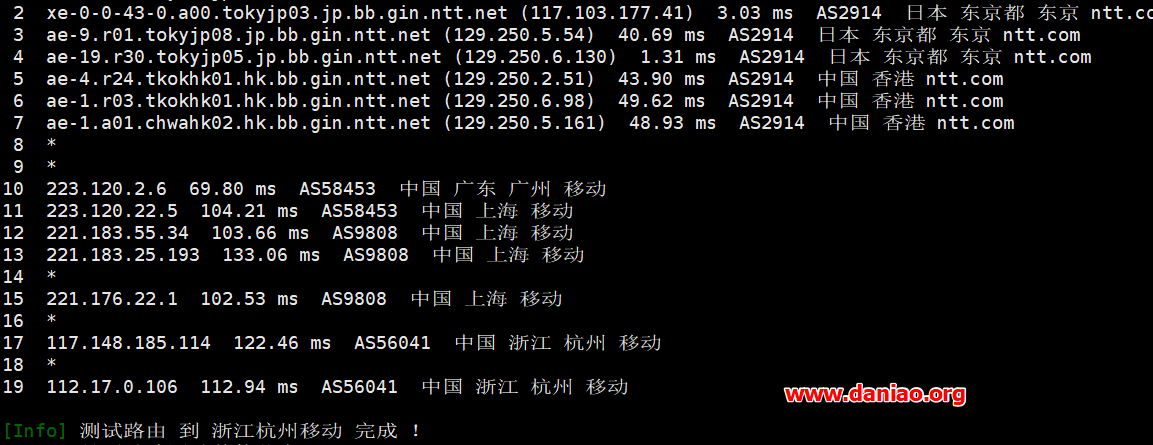 2 xe-0-0-43-0.a00.tokyjp03.jp.bb.gin.ntt.net (117.103.177.41) 3.03 ms AS2914 日本 东京都 东京 ntt.co
3 ae-9.r01.tokyjp08.jp.bb.gin.ntt.net (129.250.5.54) 40.69 ms AS2914 日本 东京都 东京 ntt.com
4 ae-19.r30.tokyjp05.jp.bb.gin.ntt.net (129.250.6.130) 1.31 ms AS2914 日本 东京都 东京 ntt.com
5 ae-4.r24.tkokhk01.hk.bb.gin.ntt.net (129.250.2.51) 43.90 ms AS2914 中国 香港 ntt.com
6 ae-1.r03.tkokhk01.hk.bb.gin.ntt.net (129.250.6.98) 49.62 ms AS2914 中国 香港 ntt.com
7 ae-1.a01.chwahk02.hk.bb.gin.ntt.net (129.250.5.161) 48.93 ms AS2914 中国 香港 ntt.com
8 *
9 *
10 223.120.2.6 69.80 ms AS58453 中国 广东 广州 移动
11 223.120.22.5 104.21 ms AS58453 中国 上海 移动
12 221.183.55.34 103.66 ms AS9808 中国 上海 移动
13 221.183.25.193 133.06 ms AS9808 中国 上海 移动
14 *
15 221.176.22.1 102.53 ms AS9808 中国 上海 移动
16 *
17 117.148.185.114 122.46 ms AS56041 中国 浙江 杭州 移动
18 *
19 112.17.0.106 112.94 ms AS56041 中国 浙江 杭州 移动
www.daniao.org
[Info] 测试路由 到 浙江杭州移动 完成 !